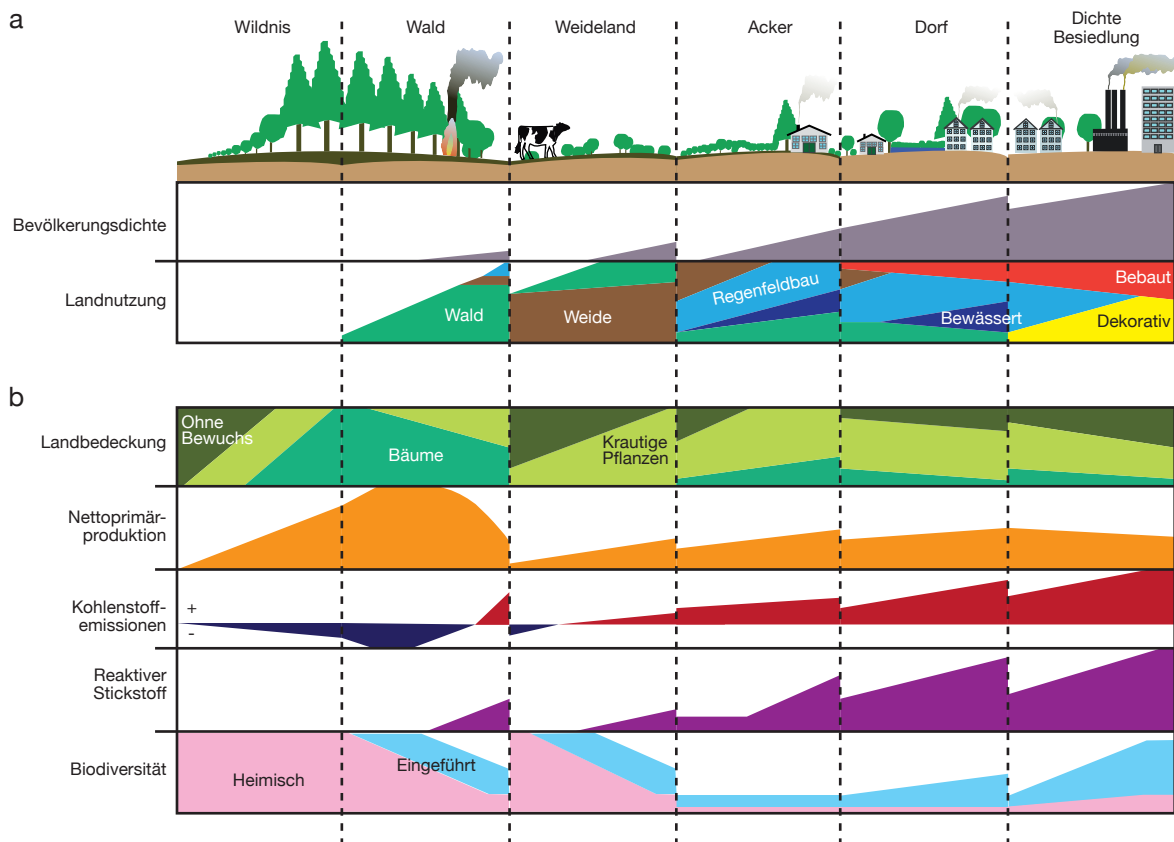 a
Wildnis
Wald
Weideland
Acker
Dorf
Dichte
Besiedlung
Bevölkerungsdichte
Landnutzung
Wald
Weide
Regenfeldbau
Bewässert
Bebaut
Dekorativ
b
Landbedeckung
Ohne
Bewuchs
Bäume
Krautige
Pflanzen
Nettoprimär-
produktion
Kohlenstoff-
emissionen
+
-
Reaktiver
Stickstoff
Biodiversität
Heimisch
Eingeführt